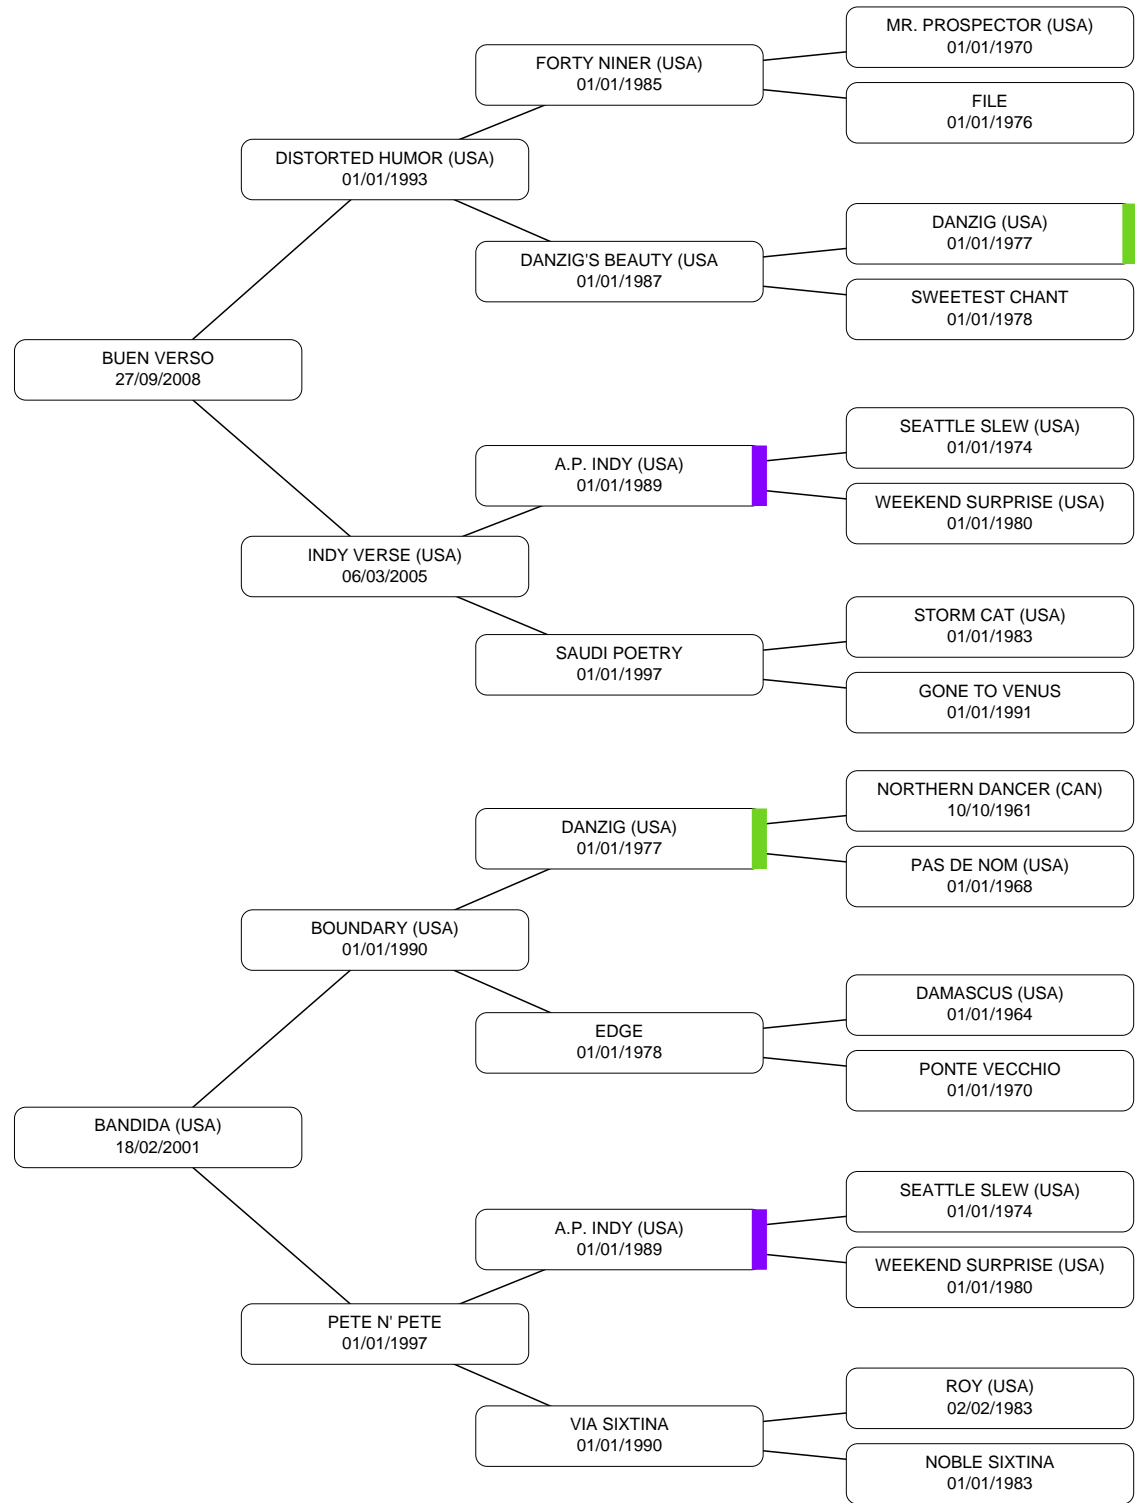 MR. PROSPECTOR (USA)
01/01/1970
FORTY NINER (USA)
01/01/1985
FILE
01/01/1976
DISTORTED HUMOR (USA)
01/01/1993
DANZIG (USA)
01/01/1977
DANZIG'S BEAUTY (USA
01/01/1987
SWEETEST CHANT
01/01/1978
BUEN VERSO
27/09/2008
SEATTLE SLEW (USA)
01/01/1974
A.P. INDY (USA)
01/01/1989
WEEKEND SURPRISE (USA)
01/01/1980
INDY VERSE (USA)
06/03/2005
STORM CAT (USA)
01/01/1983
SAUDI POETRY
01/01/1997
GONE TO VENUS
01/01/1991
NORTHERN DANCER (CAN)
10/10/1961
DANZIG (USA)
01/01/1977
PAS DE NOM (USA)
01/01/1968
BOUNDARY (USA)
01/01/1990
DAMASCUS (USA)
01/01/1964
EDGE
01/01/1978
PONTE VECCHIO
01/01/1970
BANDIDA (USA)
18/02/2001
SEATTLE SLEW (USA)
01/01/1974
A.P. INDY (USA)
01/01/1989
WEEKEND SURPRISE (USA)
01/01/1980
PETE N' PETE
01/01/1997
ROY (USA)
02/02/1983
VIA SIXTINA
01/01/1990
NOBLE SIXTINA
01/01/1983